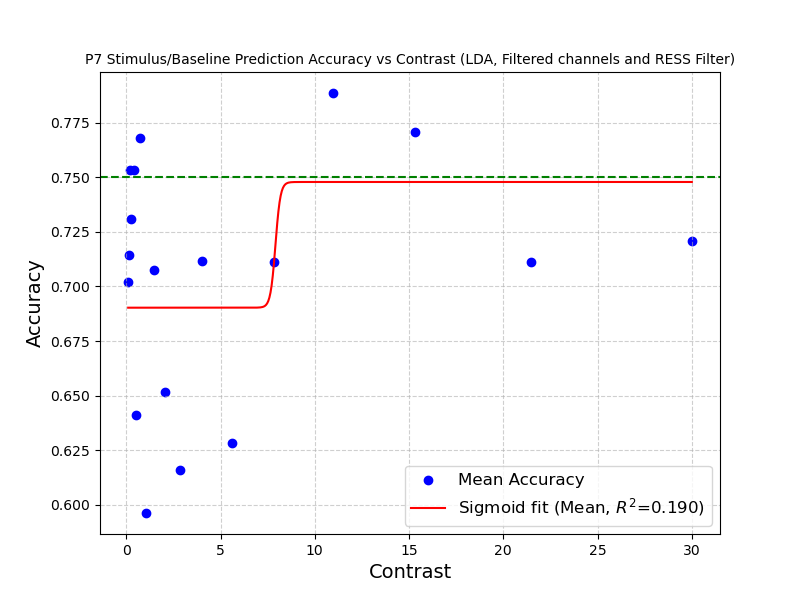 P7 Stimulus/Baseline Prediction Accuracy vs Contrast (LDA, Filtered channels and RESS Filter)
Accuracy
0.775
0.750
0.725
0.700
0.675
0.650
0.625
0.600
Mean Accuracy
Sigmoid fit (Mean, R²=0.190)
0 5 10 15 20 25 30
Contrast